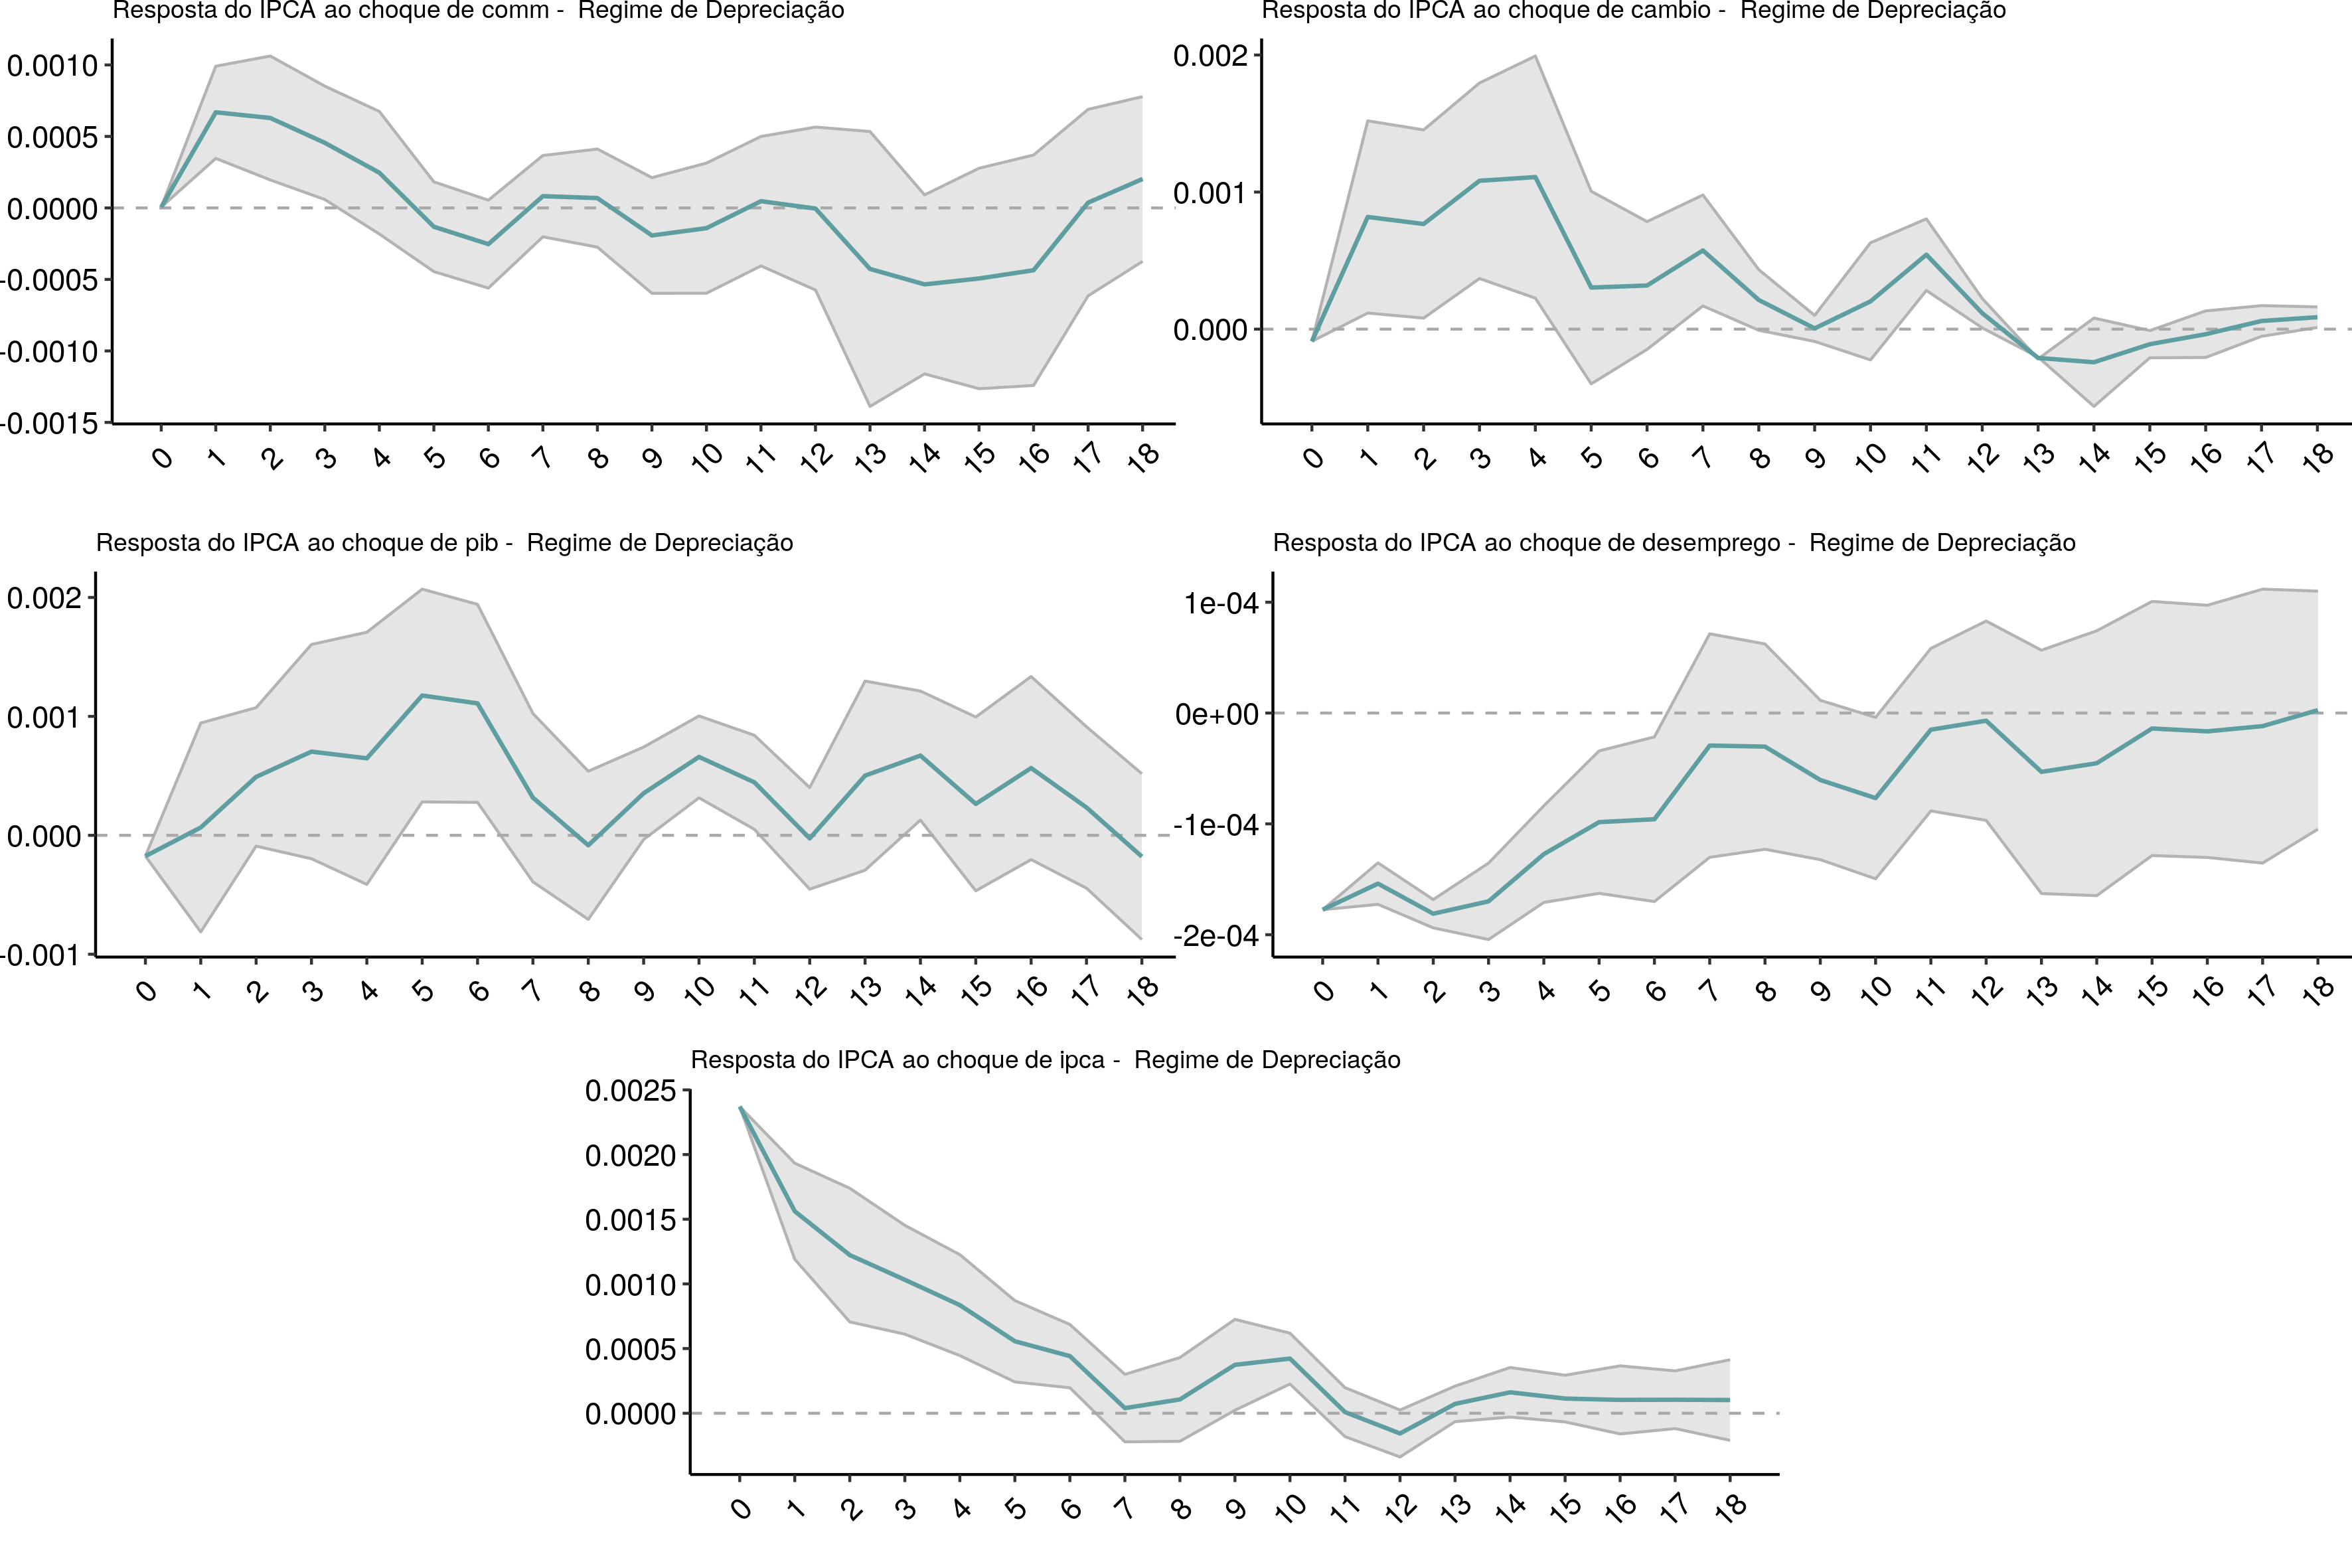 Resposta do IPCA ao choque de comm -  Regime de Depreciação
0.0010
0.0005
0.0000
-0.0005
-0.0010
-0.0015
0 1 2 3 4 5 6 7 8 9 10 11 12 13 14 15 16 17 18
Resposta do IPCA ao choque de cambio -  Regime de Depreciação
0.002
0.001
0.000
0 1 2 3 4 5 6 7 8 9 10 11 12 13 14 15 16 17 18
Resposta do IPCA ao choque de pib -  Regime de Depreciação
0.002
0.001
0.000
-0.001
0 1 2 3 4 5 6 7 8 9 10 11 12 13 14 15 16 17 18
Resposta do IPCA ao choque de desemprego -  Regime de Depreciação
1e-04
0e+00
-1e-04
-2e-04
0 1 2 3 4 5 6 7 8 9 10 11 12 13 14 15 16 17 18
Resposta do IPCA ao choque de ipca -  Regime de Depreciação
0.0025
0.0020
0.0015
0.0010
0.0005
0.0000
0 1 2 3 4 5 6 7 8 9 10 11 12 13 14 15 16 17 18